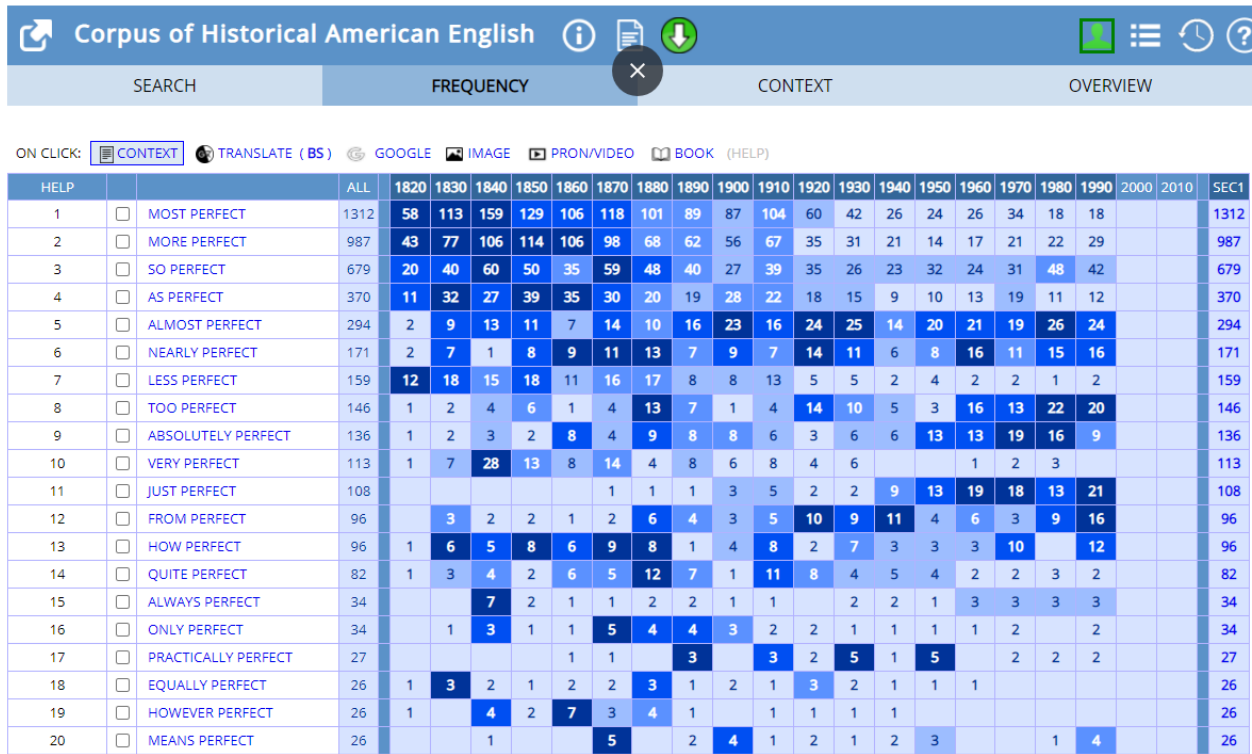 Corpus of Historical American English
SEARCH FREQUENCY CONTEXT OVERVIEW
ON CLICK: CONTEXT TRANSLATE ( BS ) GOOGLE IMAGE PRON/VIDEO BOOK (HELP)
HELP ALL 1820 1830 1840 1850 1860 1870 1880 1890 1900 1910 1920 1930 1940 1950 1960 1970 1980 1990 2000 2010 SEC1
1 MOST PERFECT 1312 58 113 159 129 106 118 101 89 87 104 60 42 26 24 26 34 18 18 1312
2 MORE PERFECT 987 43 77 106 114 106 98 68 62 56 67 35 31 21 14 17 21 22 29 987
3 SO PERFECT 679 20 40 60 50 35 59 48 40 27 39 35 26 23 32 24 31 48 42 679
4 AS PERFECT 370 11 32 27 39 35 30 20 19 28 22 18 15 9 10 13 19 11 12 370
5 ALMOST PERFECT 294 2 9 13 11 7 14 10 16 23 16 24 25 14 20 21 19 26 24 294
6 NEARLY PERFECT 171 2 7 1 8 9 11 13 7 9 7 14 11 6 8 16 11 15 16 171
7 LESS PERFECT 159 12 18 15 18 11 16 17 8 8 13 5 5 2 4 2 2 1 2 159
8 TOO PERFECT 146 1 2 4 6 1 4 13 7 1 4 14 10 5 3 16 13 22 20 146
9 ABSOLUTELY PERFECT 136 1 2 3 2 8 4 9 8 8 6 3 6 6 13 13 19 16 9 136
10 VERY PERFECT 113 1 7 28 13 8 14 4 8 6 8 4 6 1 2 3 113
11 JUST PERFECT 108 1 1 1 3 5 2 2 9 13 19 18 13 21 108
12 FROM PERFECT 96 3 2 2 1 2 6 4 3 5 10 9 11 4 6 3 9 16 96
13 HOW PERFECT 96 1 6 5 8 6 9 8 1 4 8 2 7 3 3 3 10 12 96
14 QUITE PERFECT 82 1 3 4 2 6 5 12 7 1 11 8 4 5 4 2 2 3 2 82
15 ALWAYS PERFECT 34 7 2 1 1 2 2 1 1 2 2 1 3 3 3 3 34
16 ONLY PERFECT 34 1 3 1 1 5 4 4 3 2 2 1 1 1 1 2 2 34
17 PRACTICALLY PERFECT 27 1 1 3 3 2 5 1 5 2 2 2 27
18 EQUALLY PERFECT 26 1 3 2 1 2 2 3 1 2 1 3 2 1 1 1 26
19 HOWEVER PERFECT 26 1 4 2 7 3 4 1 1 1 1 1 26
20 MEANS PERFECT 26 1 5 2 4 1 2 1 2 3 1 4 26